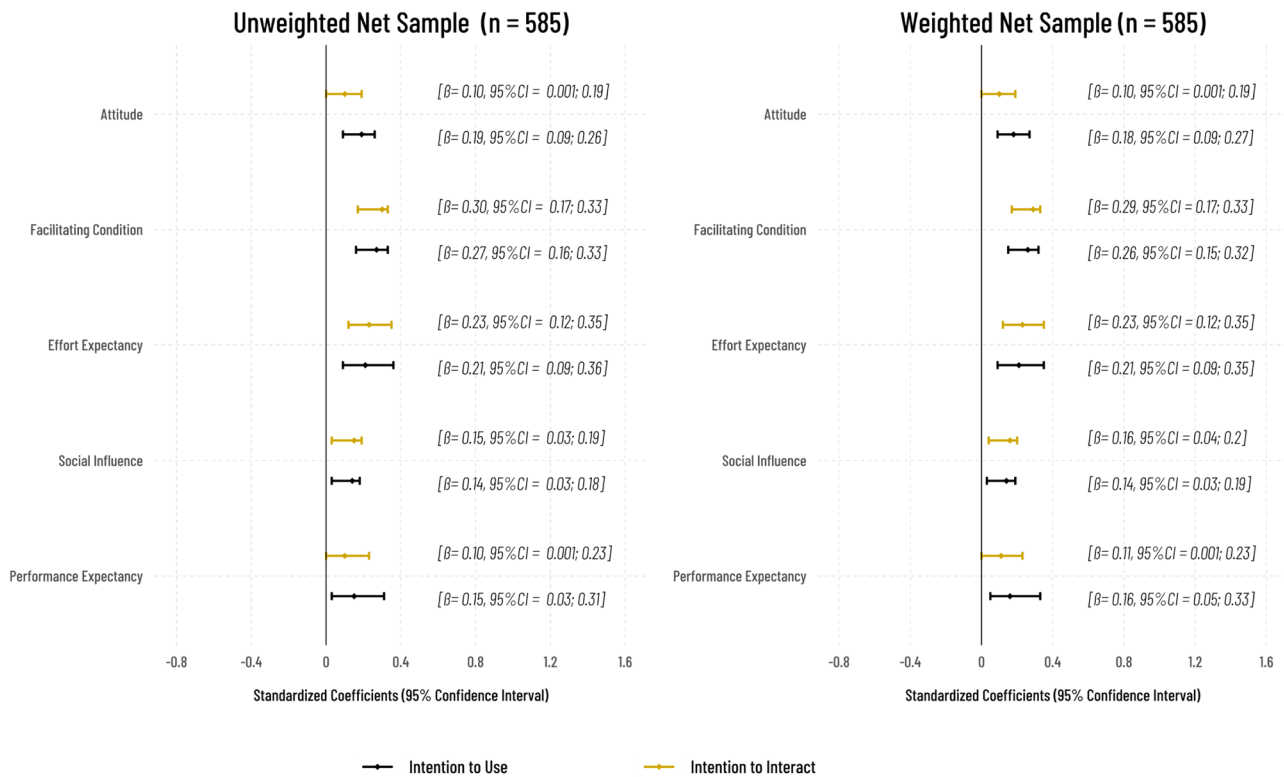 Unweighted Net Sample (n = 585)
Attitude
[β= 0.10, 95%CI = 0.001; 0.19]
[β= 0.19, 95%CI = 0.09; 0.26]
Facilitating Condition
[β= 0.30, 95%CI = 0.17; 0.33]
[β= 0.27, 95%CI = 0.16; 0.33]
Effort Expectancy
[β= 0.23, 95%CI = 0.12; 0.35]
[β= 0.21, 95%CI = 0.09; 0.36]
Social Influence
[β= 0.15, 95%CI = 0.03; 0.19]
[β= 0.14, 95%CI = 0.03; 0.18]
Performance Expectancy
[β= 0.10, 95%CI = 0.001; 0.23]
[β= 0.15, 95%CI = 0.03; 0.31]
-0.8 -0.4 0 0.4 0.8 1.2 1.6
Standardized Coefficients (95% Confidence Interval)
Weighted Net Sample (n = 585)
Attitude
[β= 0.10, 95%CI = 0.001; 0.19]
[β= 0.18, 95%CI = 0.09; 0.27]
Facilitating Condition
[β= 0.29, 95%CI = 0.17; 0.33]
[β= 0.26, 95%CI = 0.15; 0.32]
Effort Expectancy
[β= 0.23, 95%CI = 0.12; 0.35]
[β= 0.21, 95%CI = 0.09; 0.35]
Social Influence
[β= 0.16, 95%CI = 0.04; 0.2]
[β= 0.14, 95%CI = 0.03; 0.19]
Performance Expectancy
[β= 0.11, 95%CI = 0.001; 0.23]
[β= 0.16, 95%CI = 0.05; 0.33]
-0.8 -0.4 0 0.4 0.8 1.2 1.6
Standardized Coefficients (95% Confidence Interval)
Intention to Use
Intention to Interact